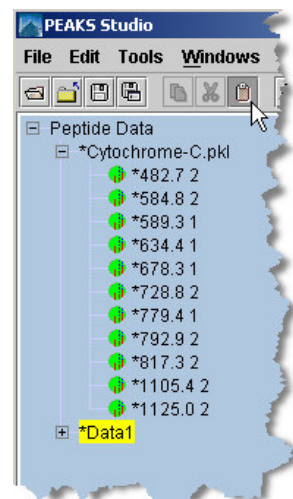 PEAKS Studio
File Edit Tools Windows
Peptide Data
*Cytochrome-C.pkl
*482.7 2
*584.8 2
*589.3 1
*634.4 1
*678.3 1
*728.8 2
*779.4 1
*792.9 2
*817.3 2
*1105.4 2
*1125.0 2
*Data1